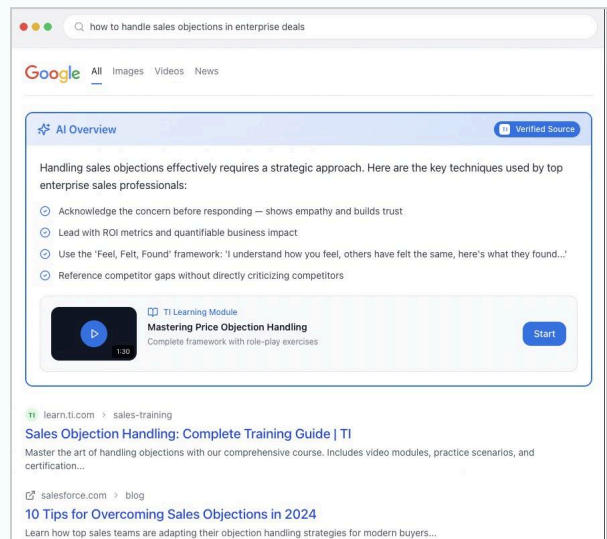 how to handle sales objections in enterprise deals
Google All Images Videos News
AI Overview
TI Verified Source
Handling sales objections effectively requires a strategic approach. Here are the key techniques used by top
enterprise sales professionals:
Acknowledge the concern before responding — shows empathy and builds trust
Lead with ROI metrics and quantifiable business impact
Use the 'Feel, Felt, Found' framework: 'I understand how you feel, others have felt the same, here's what they found...'
Reference competitor gaps without directly criticizing competitors
1:30
TI Learning Module
Mastering Price Objection Handling
Complete framework with role-play exercises
Start
TI learn.ti.com > sales-training
Sales Objection Handling: Complete Training Guide | TI
Master the art of handling objections with our comprehensive course. Includes video modules, practice scenarios, and
certification...
salesforce.com > blog
10 Tips for Overcoming Sales Objections in 2024
Learn how top sales teams are adapting their objection handling strategies for modern buyers...